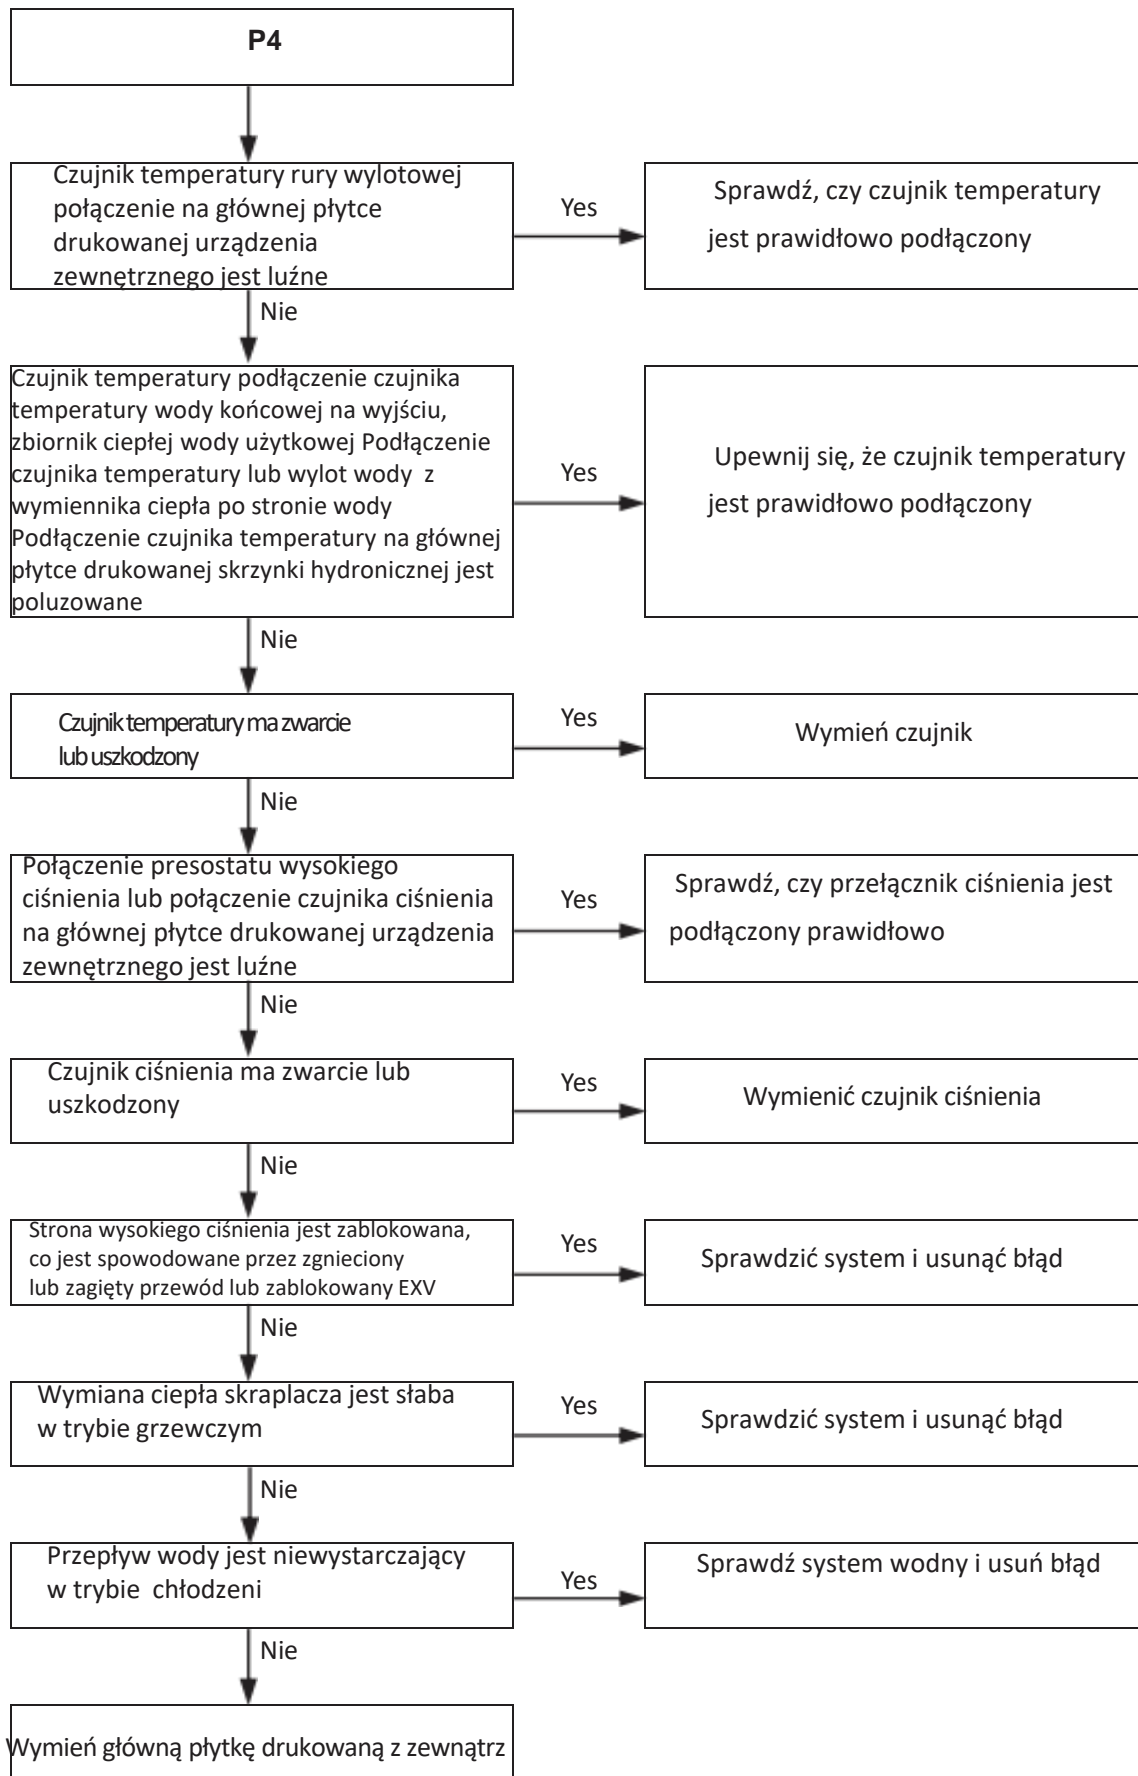 P4
Czujnik temperatury rury wylotowej
połączenie na głównej płytce
drukowanej urządzenia
zewnętrznego jest luźne
Yes
Sprawdź, czy czujnik temperatury
jest prawidłowo podłączony
Nie
Czujnik temperatury podłączenie czujnika
temperatury wody końcowej na wyjściu,
zbiornik ciepłej wody użytkowej Podłączenie
czujnika temperatury lub wylot wody z
wymiennika ciepła po stronie wody
Podłączenie czujnika temperatury na głównej
płytce drukowanej skrzynki hydronicznej jest
poluzowane
Yes
Upewnij się, że czujnik temperatury
jest prawidłowo podłączony
Nie
Czujnik temperatury ma zwarcie
lub uszkodzony
Yes
Wymień czujnik
Nie
Połączenie presostatu wysokiego
ciśnienia lub połączenie czujnika ciśnienia
na głównej płytce drukowanej urządzenia
zewnętrznego jest luźne
Yes
Sprawdź, czy przełącznik ciśnienia jest
podłączony prawidłowo
Nie
Czujnik ciśnienia ma zwarcie lub
uszkodzony
Yes
Wymienić czujnik ciśnienia
Nie
Strona wysokiego ciśnienia jest zablokowana,
co jest spowodowane przez zgnieciony
lub zagięty przewód lub zablokowany EXV
Yes
Sprawdzić system i usunąć błąd
Nie
Wymiana ciepła skraplacza jest słaba
w trybie grzewczym
Yes
Sprawdzić system i usunąć błąd
Nie
Przepływ wody jest niewystarczający
w trybie chłodzeni
Yes
Sprawdź system wodny i usuń błąd
Nie
Wymień główną płytkę drukowaną z zewnątrz